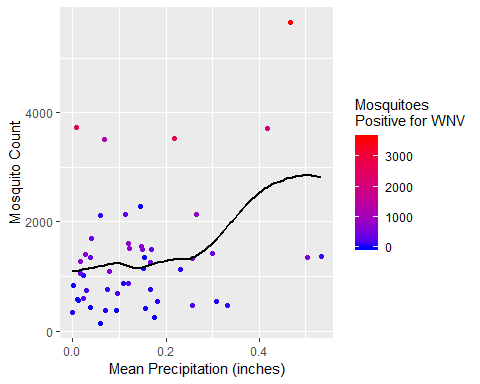 4000
2000
0
Mosquito Count
0.0
0.2
0.4
Mean Precipitation (inches)
Mosquitoes
Positive for WNV
3000
2000
1000
0